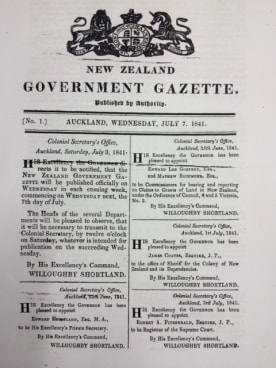 NEW ZEALAND
GOVERNMENT GAZETTE.
Published by Authority.
[No. 1.] AUCKLAND, WEDNESDAY, JULY 7. 1841.
Colonial Secretary's Office,
Auckland, Saturday, July 3, 1841.
HIS Excellency the Governor di-
rects it to be notified, that the
NEW ZEALAND GOVERNMENT GA-
ZETTE will be published officially on
WEDNESDAY in each ensuing week,
commencing WEDNESDAY NEXT, the
7th day of July.
The Heads of the several Depart-
ments will be pleased to observe, that
it will be necessary to transmit to the
Colonial Secretary, by twelve o'clock
on Saturday, whatever is intended for
publication on the succeeding Wed-
nesday.
By His Excellency's Command,
WILLOUGHBY SHORTLAND.
Colonial Secretary's Office,
Auckland, 25th June, 1841.
HIS Excellency the GOVERNOR has been
pleased to appoint
EDWARD ESQ. M.A.,
to be His Excellency's Private Secretary.
By His Excellency's Command,
WILLOUGHBY SHORTLAND.
Colonial Secretary's Office,
Auckland, 25th June, 1841.
HIS Excellency the GOVERNOR has been
pleased to appoint
EDWARD LEE GODFREY, ESQ., and
and MATHEW RICHMOND, ESQ.,
to be Commissioners for hearing and reporting
on Claims to Grants of Land in New Zealand,
under the Ordinance of Council, 4 and 5 Victoria,
No. 2.
By His Excellency's Command,
WILLOUGHBY SHORTLAND.
Colonial Secretary's Office,
Auckland, 1st July, 1841.
HIS Excellency the GOVERNOR has been
pleased to appoint
JAMES COATES, ESQUIRE, J. P.,
to the office of Sheriff for the Colony of New
Zealand and its Dependencies.
By His Excellency's Command,
WILLOUGHBY SHORTLAND.
Colonial Secretary's Office,
Auckland, 3rd July, 1841.
HIS Excellency the GOVERNOR has been
pleased to appoint
ROBERT A. FITZGERALD, ESQUIRE, J. P.,
to be Registrar of the Supreme Court.
By His Excellency's Command,
WILLOUGHBY SHORTLAND.